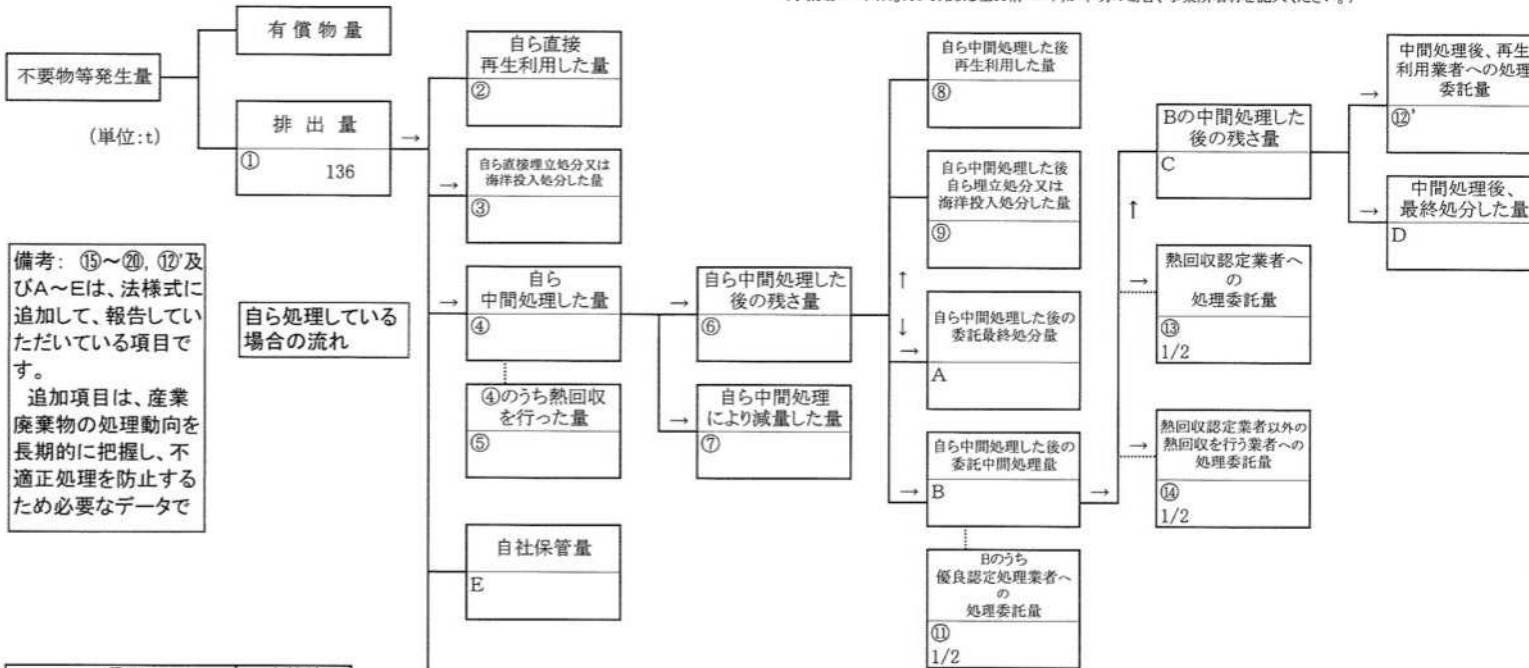 不要物等発生量
(単位:t)
有償物量
排出量
①
136
→
備考: ⑮~⑳, ⑫'及
びA~Eは、法様式に
追加して、報告してい
ただいている項目で
す。
追加項目は、産業
廃棄物の処理動向を
長期的に把握し、不
適正処理を防止する
ため必要なデータで
自ら処理している
場合の流れ
自ら直接
再生利用した量
②
→
自ら直接埋立処分又は
海洋投入処分した量
③
→
自ら
中間処理した量
④
④のうち熱回収
を行った量
⑤
自社保管量
E
→
自ら中間処理した
後の残さ量
⑥
→
自ら中間処理
により減量した量
⑦
自ら中間処理した後
再生利用した量
⑧
自ら中間処理した後
自ら埋立処分又は
海洋投入処分した量
⑨
↑
↓
→
自ら中間処理した後の
委託最終処分量
A
→
自ら中間処理した後の
委託中間処理量
B
→
Bのうち
優良認定処理業者へ
の
処理委託量
⑪
1/2
Bの中間処理した
後の残さ量
C
↑
→
熱回収認定業者へ
の
処理委託量
⑬
1/2
→
熱回収認定業者以外の
熱回収を行う業者への
処理委託量
⑭
1/2
→
中間処理後、再生
利用業者への処理
委託量
⑫'
→
中間処理後、
最終処分した量
D